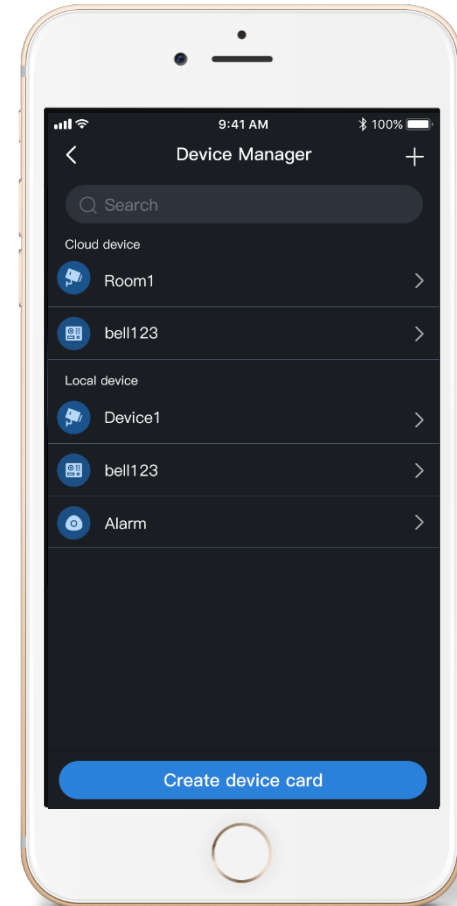 9:41 AM
100%
Device Manager
Search
Cloud device
Room1
bell123
Local device
Device1
bell123
Alarm
Create device card